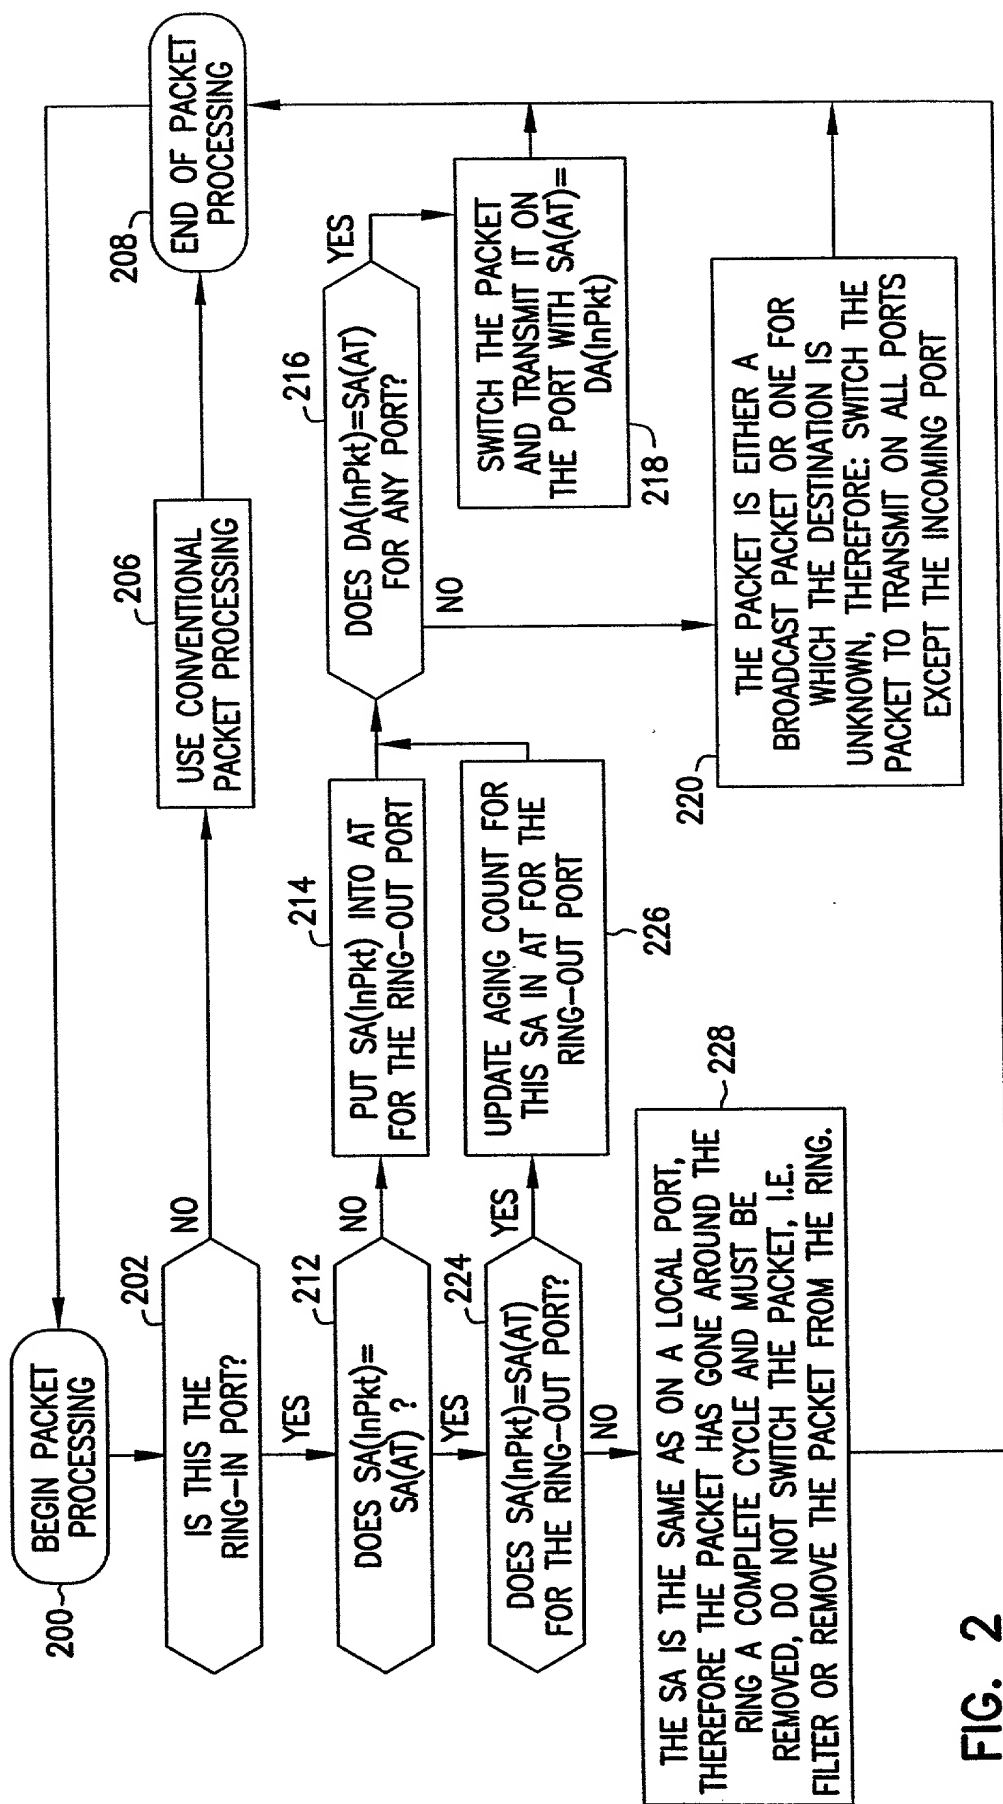 200
BEGIN PACKET
PROCESSING
202
IS THIS THE
RING-IN PORT?
NO
YES
206
USE CONVENTIONAL
PACKET PROCESSING
208
END OF PACKET
PROCESSING
212
DOES SA(InPkt)=
SA(AT) ?
NO
YES
214
PUT SA(InPkt) INTO AT
FOR THE RING-OUT PORT
216
DOES DA(InPkt)=SA(AT)
FOR ANY PORT?
YES
NO
SWITCH THE PACKET
AND TRANSMIT IT ON
THE PORT WITH SA(AT)=
DA(InPkt)
218
224
DOES SA(InPkt)=SA(AT)
FOR THE RING-OUT PORT?
YES
NO
UPDATE AGING COUNT FOR
THIS SA IN AT FOR THE
RING-OUT PORT
226
220
THE PACKET IS EITHER A
BROADCAST PACKET OR ONE FOR
WHICH THE DESTINATION IS
UNKNOWN, THEREFORE: SWITCH THE
PACKET TO TRANSMIT ON ALL PORTS
EXCEPT THE INCOMING PORT
228
THE SA IS THE SAME AS ON A LOCAL PORT,
THEREFORE THE PACKET HAS GONE AROUND THE
RING A COMPLETE CYCLE AND MUST BE
REMOVED, DO NOT SWITCH THE PACKET, I.E.
FILTER OR REMOVE THE PACKET FROM THE RING.
FIG. 2